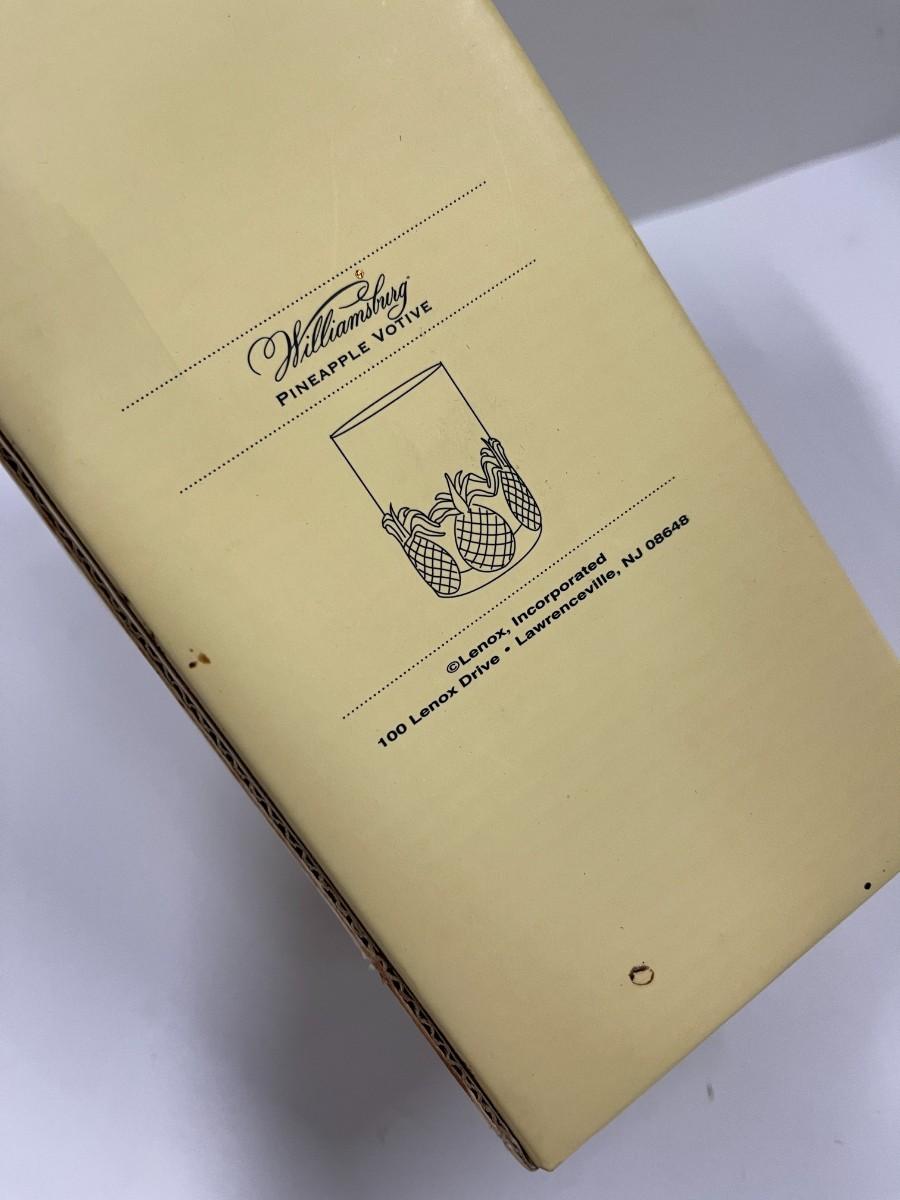 Williamsburg
PINEAPPLE VOTIVE
©Lenox, Incorporated
100 Lenox Drive • Lawrenceville, NJ 08648